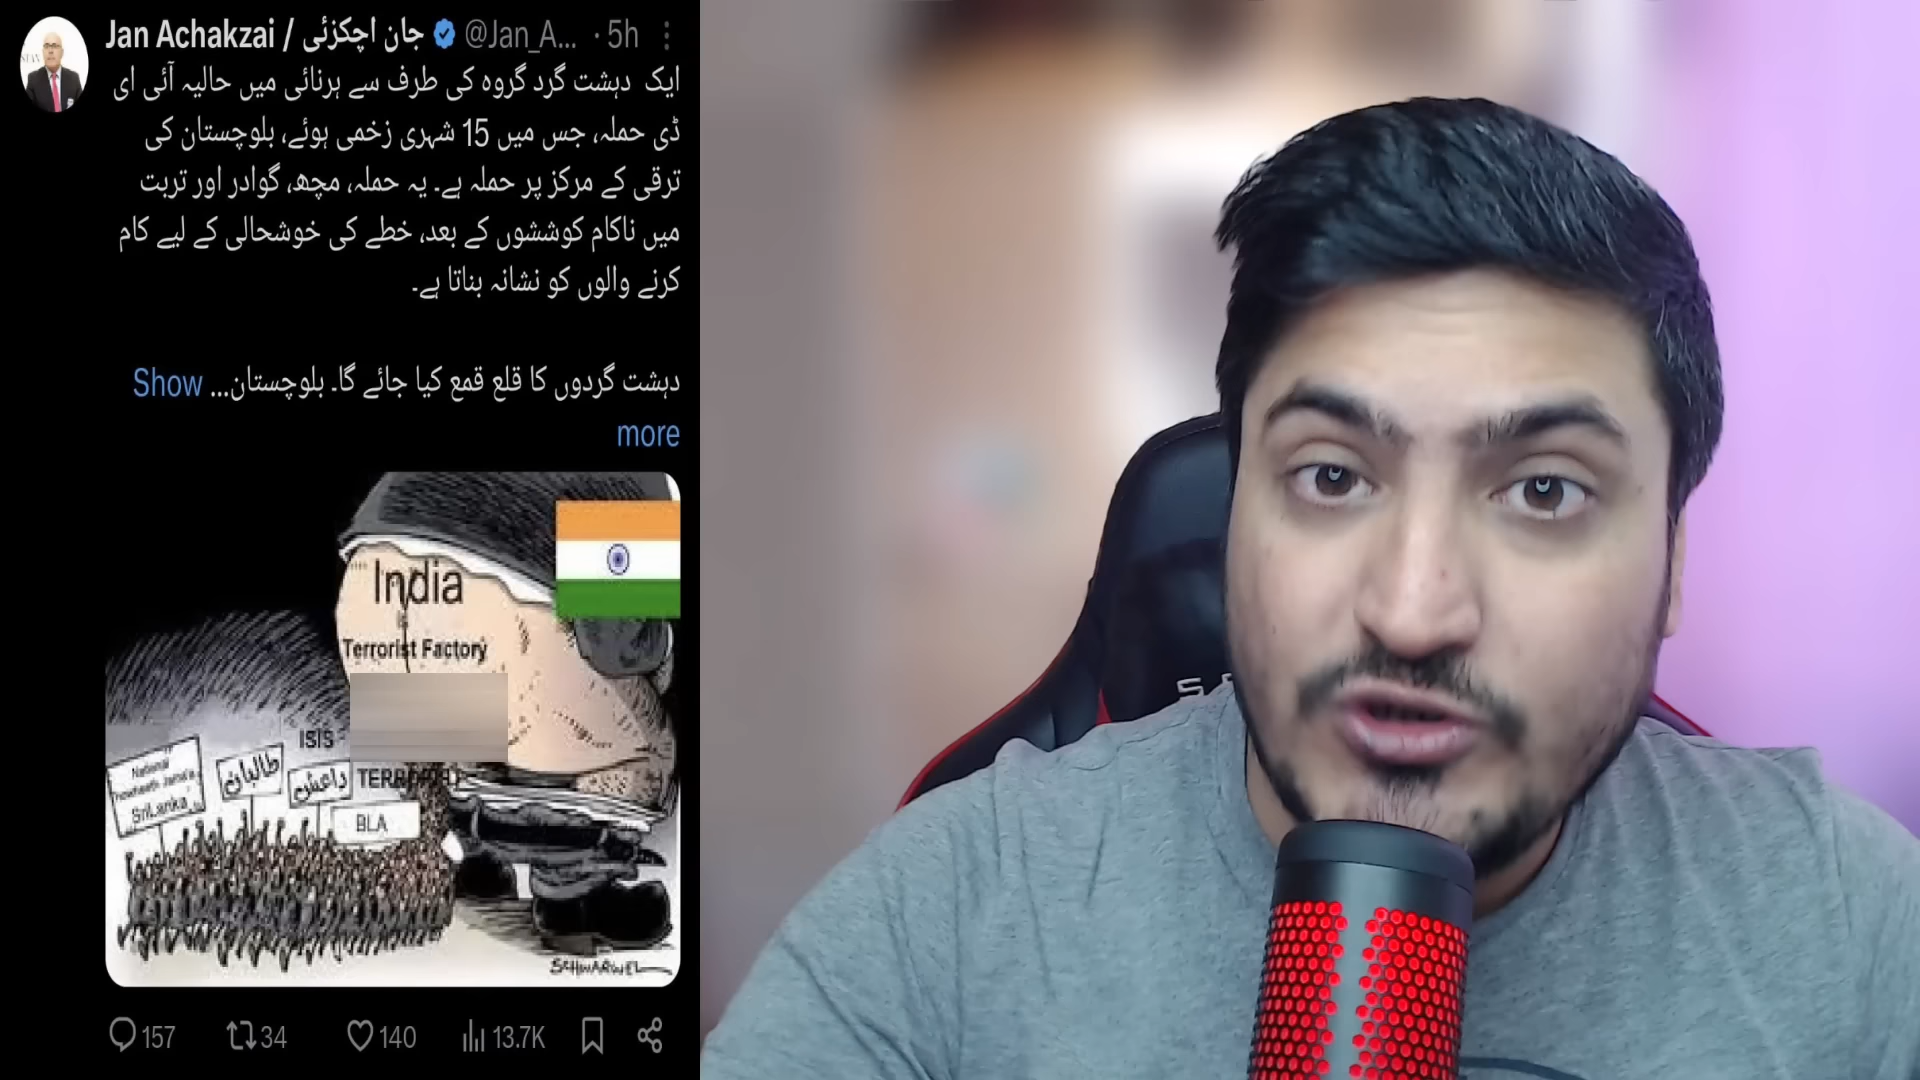 Jan Achakzai / جان اچکزئی @Jan_A... · 5h
ایک دہشت گرد گروہ کی طرف سے ہرنائی میں حالیہ آئی ای
ڈی حملہ، جس میں 15 شہری زخمی ہوئے، بلوچستان کی
ترقی کے مرکز پر حملہ ہے۔ یہ حملہ، مچھ، گوادر اور تربت
میں ناکام کوششوں کے بعد، خطے کی خوشحالی کے لیے کام
کرنے والوں کو نشانہ بناتا ہے۔
دہشت گردوں کا قلع قمع کیا جائے گا۔ بلوچستان... Show
more
India
is
Terrorist Factory
ISIS
National
SriLanka
طالبان
داعش
TERRORIST
BLA
SCHWARWEL
157 34 140 13.7K